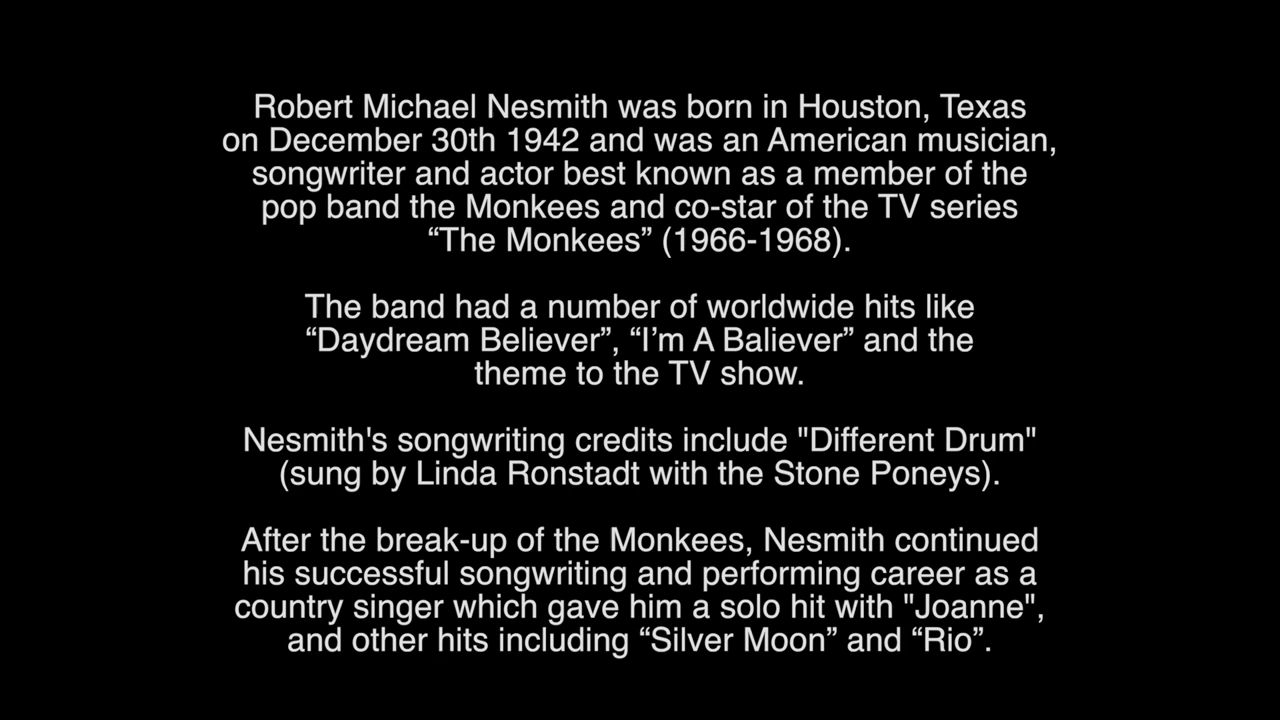 Robert Michael Nesmith was born in Houston, Texas
on December 30th 1942 and was an American musician,
songwriter and actor best known as a member of the
pop band the Monkees and co-star of the TV series
“The Monkees” (1966-1968).
The band had a number of worldwide hits like
“Daydream Believer”, “I’m A Baliever” and the
theme to the TV show.
Nesmith's songwriting credits include "Different Drum"
(sung by Linda Ronstadt with the Stone Poneys).
After the break-up of the Monkees, Nesmith continued
his successful songwriting and performing career as a
country singer which gave him a solo hit with "Joanne",
and other hits including “Silver Moon” and “Rio”.